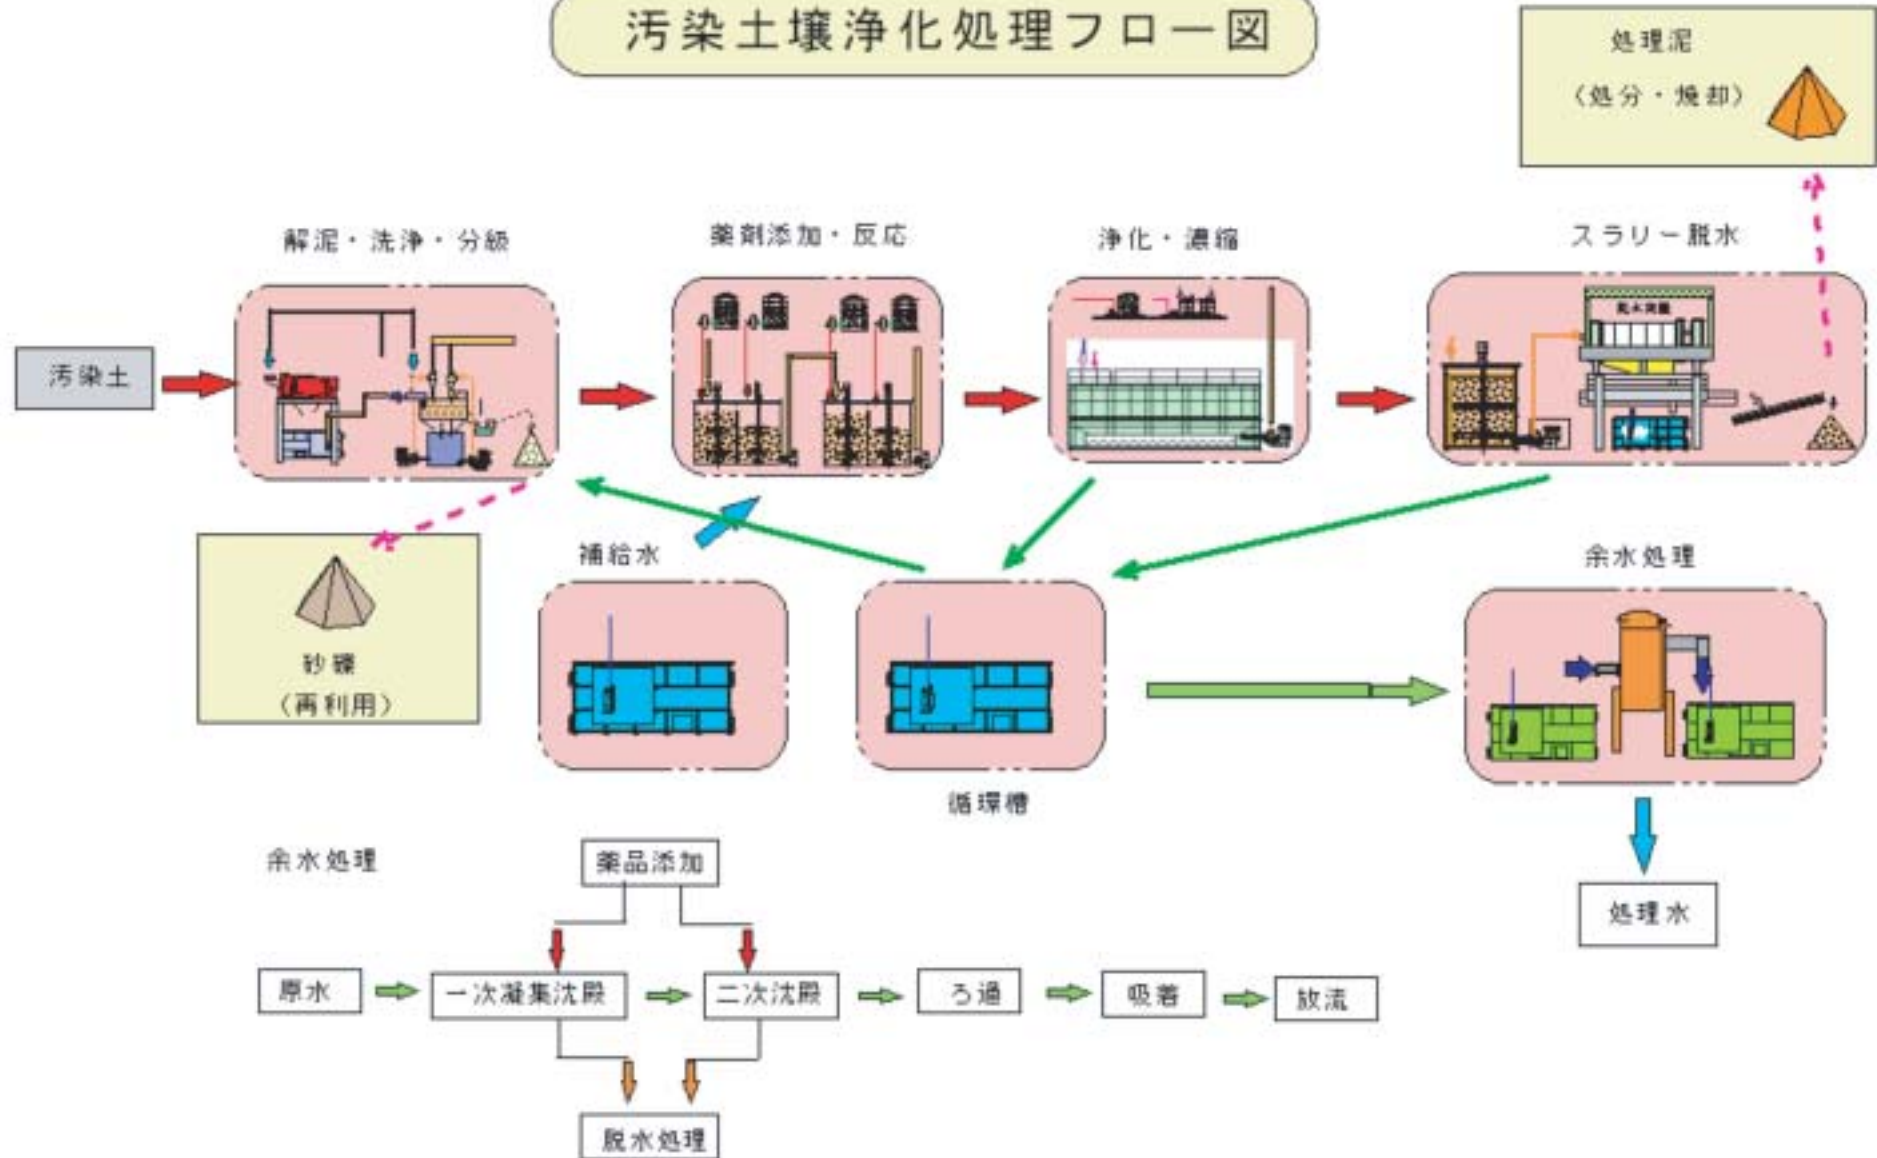 汚染土壌浄化処理フロー図
処理泥
（処分・焼却）
解泥・洗浄・分級
薬剤添加・反応
浄化・濃縮
スラリー脱水
汚染土
補給水
余水処理
砂礫
（再利用）
循環槽
余水処理
薬品添加
処理水
原水
一次凝集沈殿
二次沈殿
ろ過
吸着
放流
脱水処理